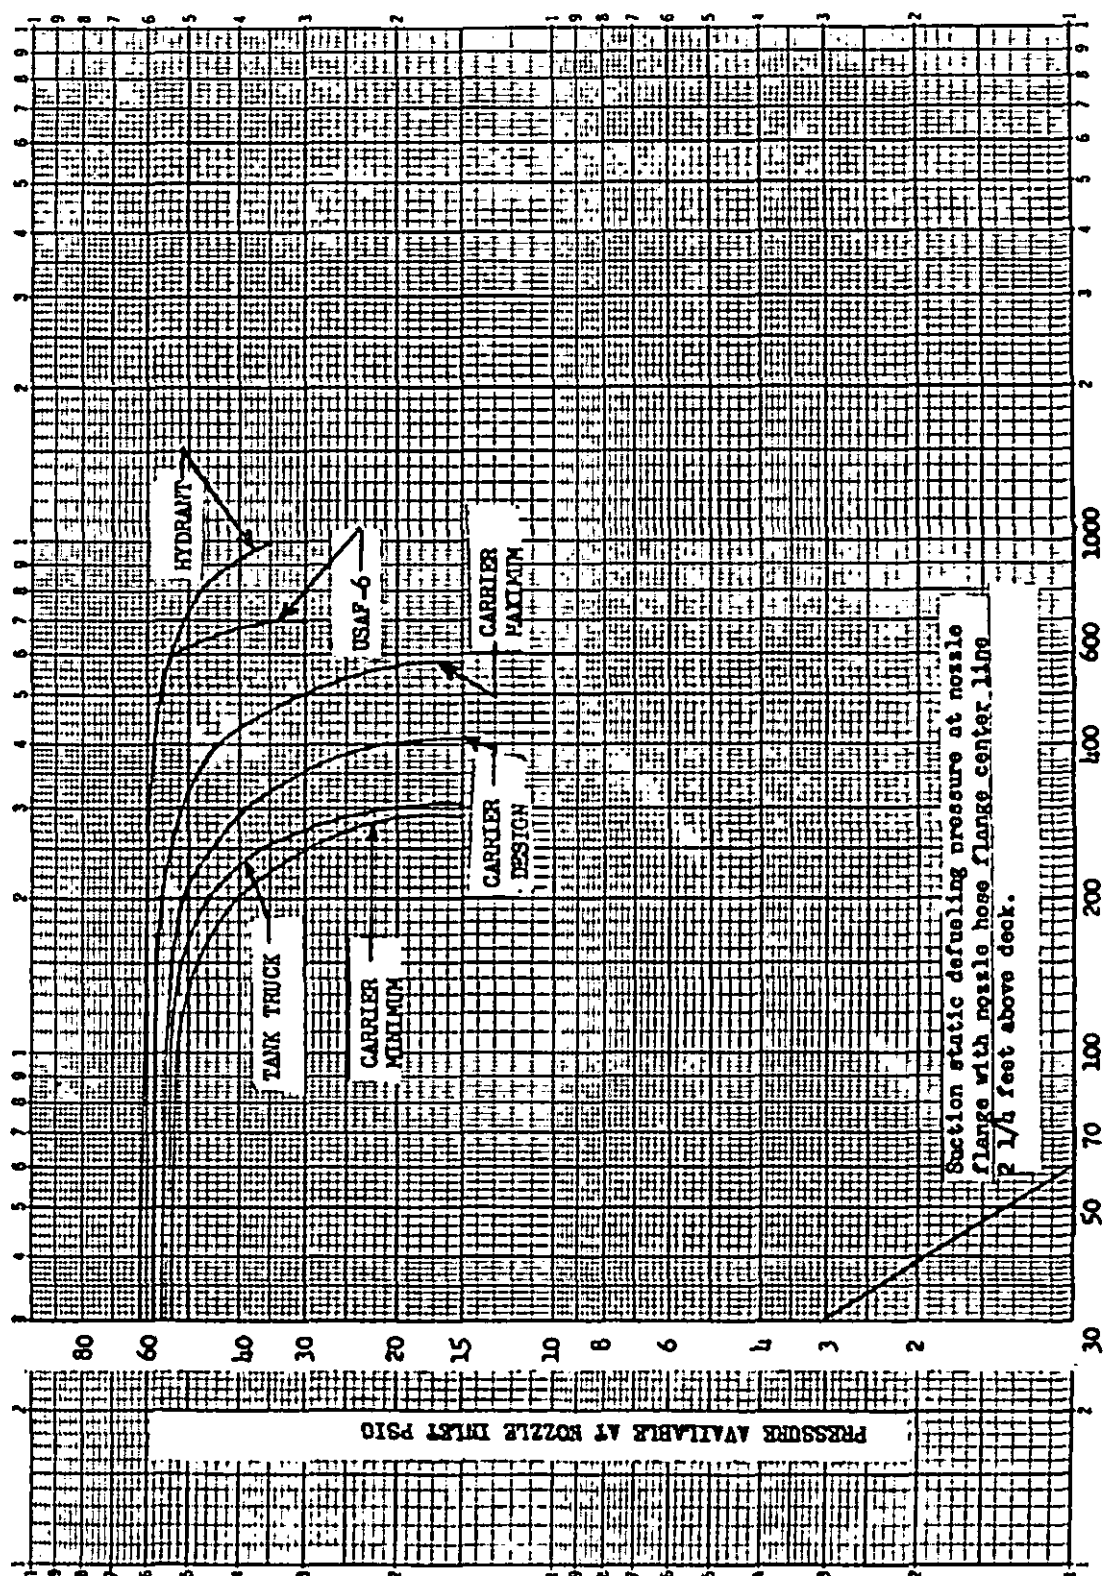 HYDRANT
USAF-6
CARRIER
MAXIMUM
CARRIER
DESIGN
TANK TRUCK
CARRIER
MINIMUM
Suction static defueling pressure at nozzle
flange with nozzle hose flange center line
2 1/4 feet above deck.
PRESSURE AVAILABLE AT NOZZLE INLET PSIG
80
60
40
30
20
15
10
8
6
4
3
2
1
30
50
70
100
200
400
600
1000